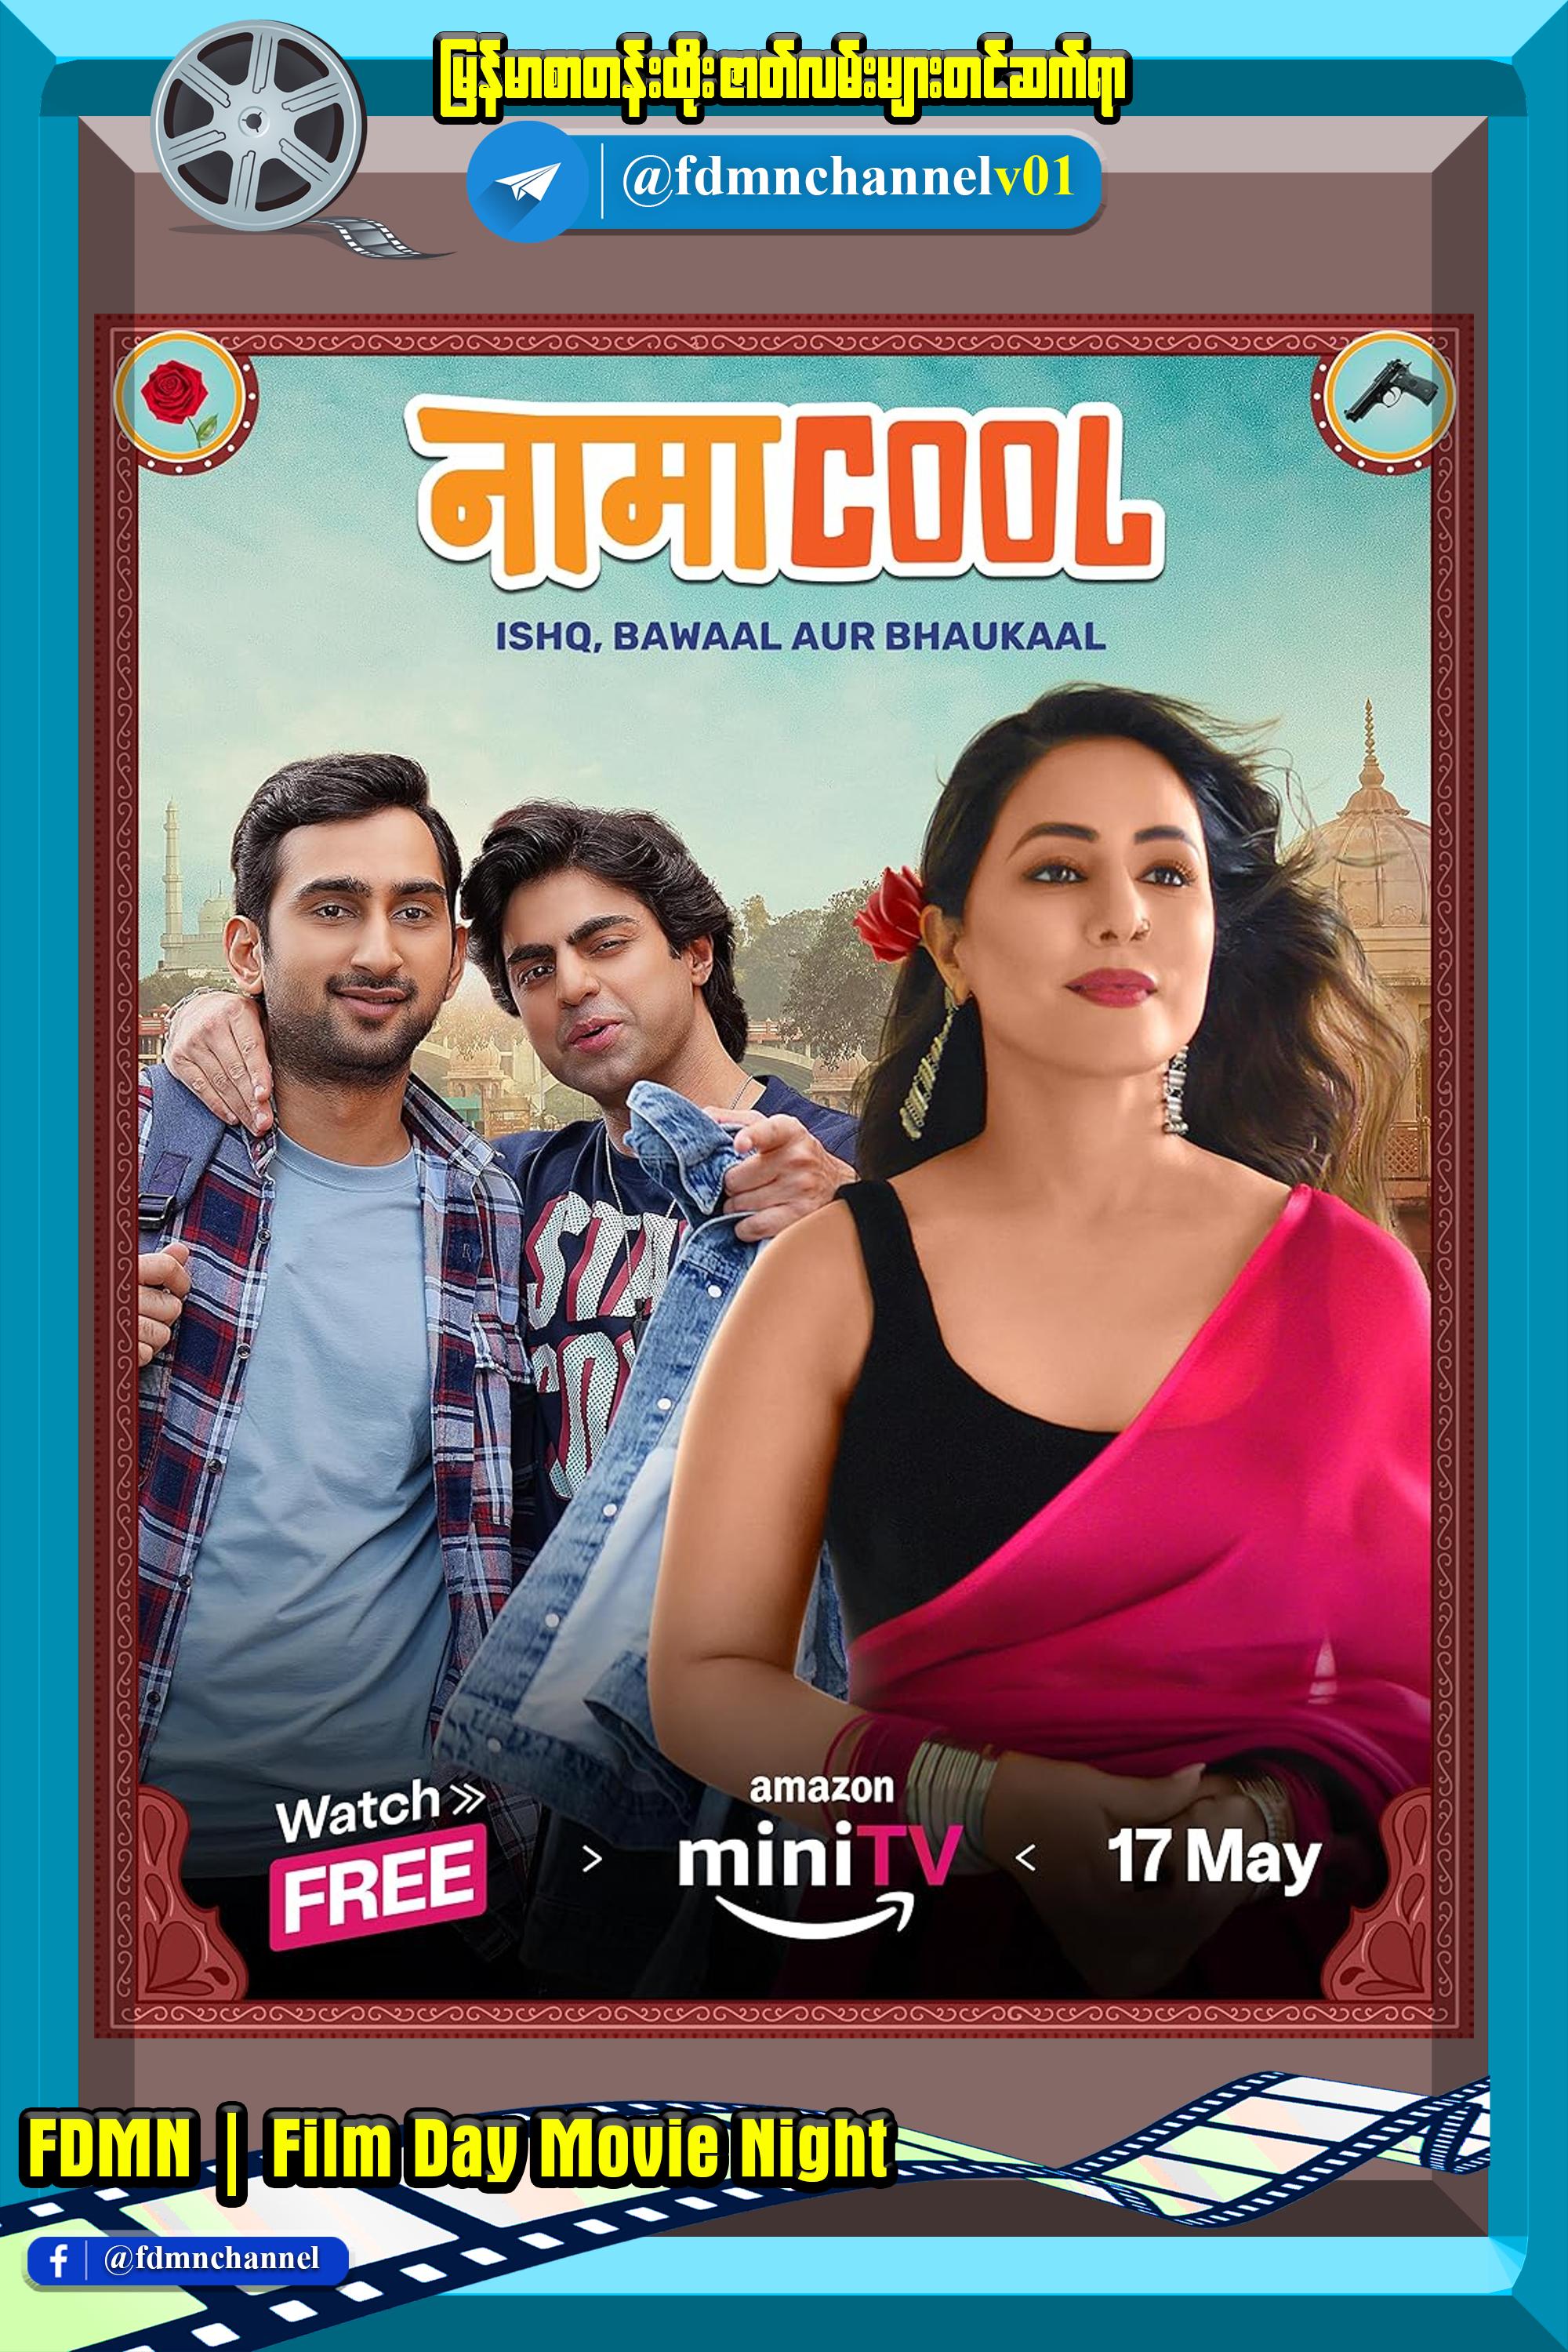 မြန်မာစာတန်းထိုး ဇာတ်လမ်းများတင်ဆက်ရာ
@fdmnchannelv01
नामाCOOL
ISHQ, BAWAAL AUR BHAUKAAL
Watch >>
FREE
> amazon miniTV < 17 May
FDMN | Film Day Movie Night
f | @fdmnchannel